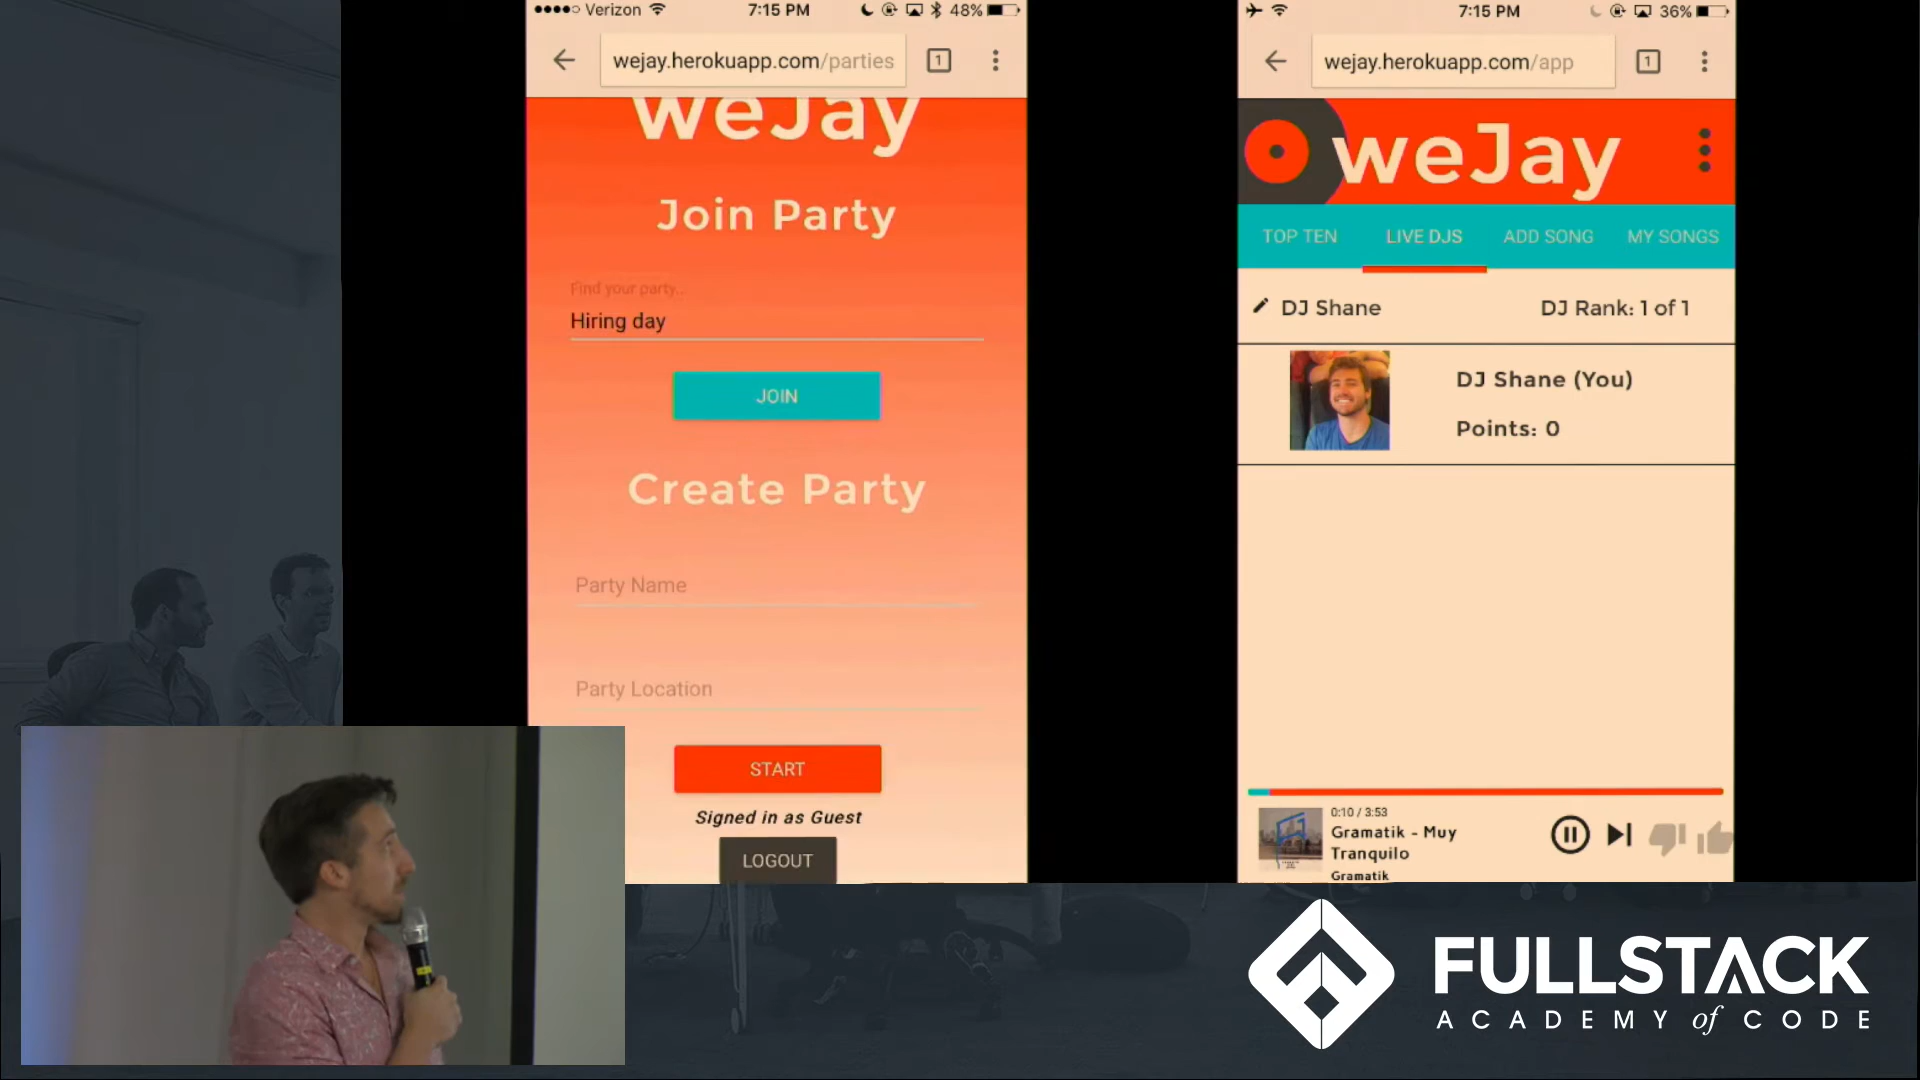 Verizon
7:15 PM
48%
wejay.herokuapp.com/parties
1
weJay
Join Party
Find your party...
Hiring day
JOIN
Create Party
Party Name
Party Location
START
Signed in as Guest
LOGOUT
7:15 PM
36%
wejay.herokuapp.com/app
1
weJay
TOP TEN
LIVE DJS
ADD SONG
MY SONGS
DJ Shane
DJ Rank: 1 of 1
DJ Shane (You)
Points: 0
0:10 / 3:53
Gramatik - Muy
Tranquilo
Gramatik
FULLSTACK
ACADEMY of CODE